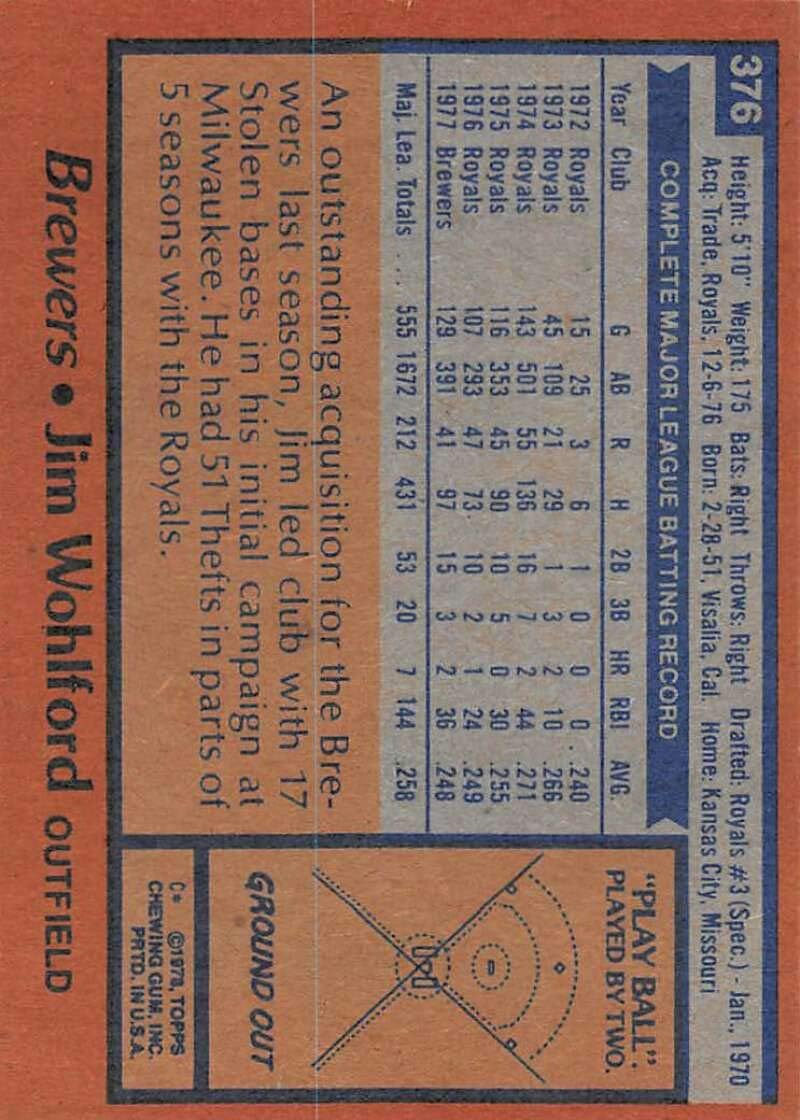 376
Height: 5'10" Weight: 175 Bats: Right Throws: Right Drafted: Royals #3 (Spec.) - Jan., 1970
Acq: Trade, Royals, 12-6-76 Born: 2-28-51, Visalia, Cal. Home: Kansas City, Missouri
COMPLETE MAJOR LEAGUE BATTING RECORD
Year Club G AB R H 2B 3B HR RBI AVG.
1972 Royals 15 25 3 6 1 0 0 0 .240
1973 Royals 45 109 21 29 1 3 2 10 .266
1974 Royals 143 501 55 136 16 7 2 44 .271
1975 Royals 116 353 45 90 10 5 0 30 .255
1976 Royals 107 293 47 73 10 2 1 24 .249
1977 Brewers 129 391 41 97 15 3 2 36 .248
Maj. Lea. Totals ... 555 1672 212 431 53 20 7 144 .258
An outstanding acquisition for the Bre-
wers last season, Jim led club with 17
Stolen bases in his initial campaign at
Milwaukee. He had 51 Thefts in parts of
5 seasons with the Royals.
"PLAY BALL".
PLAYED BY TWO.
GROUND OUT
C* ©1978, TOPPS
CHEWING GUM, INC.
PRTD. IN U.S.A.
Brewers • Jim Wohlford OUTFIELD